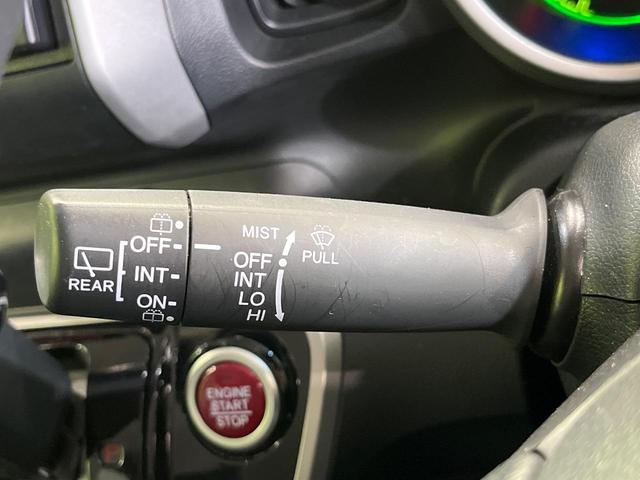 REAR
OFF
INT
ON
MIST
OFF
INT
LO
HI
PULL
ENGINE
START
STOP